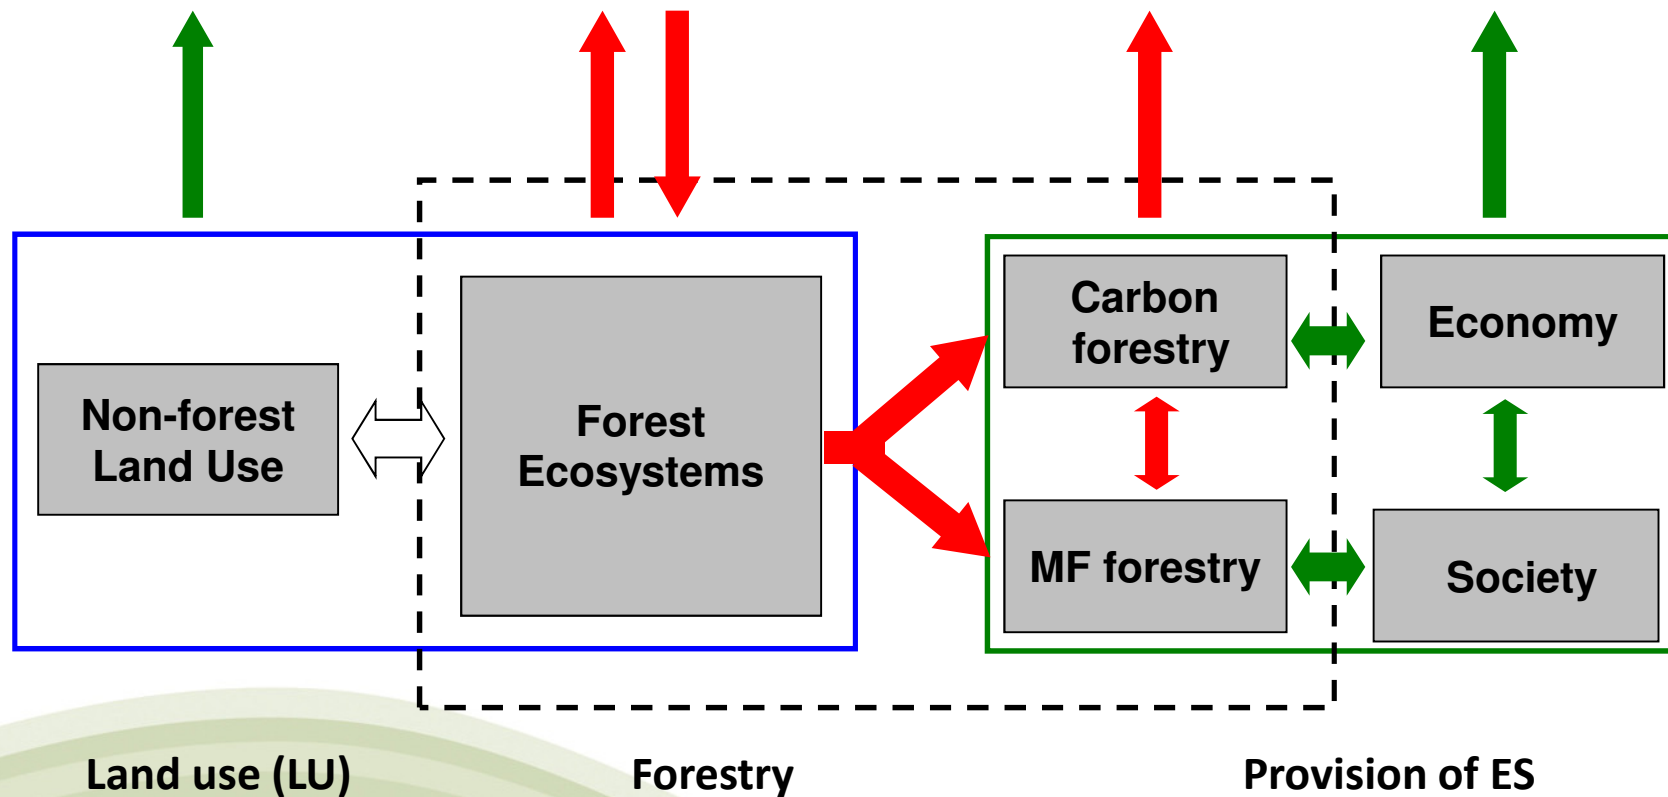 Non-forest
Land Use
Forest
Ecosystems
Carbon
forestry
Economy
MF forestry
Society
Land use (LU)
Forestry
Provision of ES